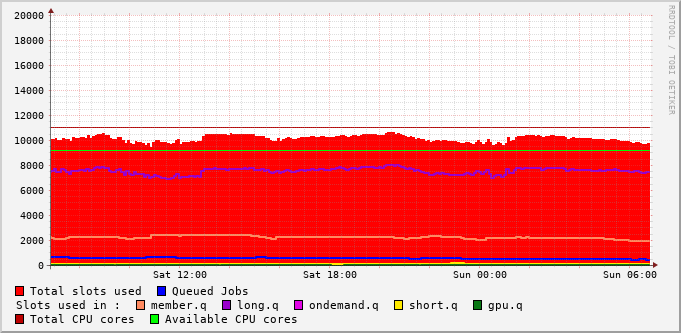 RRDTOOL / TOBI OETIKER
20000
18000
16000
14000
12000
10000
8000
6000
4000
2000
0
Sat 12:00 Sat 18:00 Sun 00:00 Sun 06:00
Total slots used Queued Jobs
Slots used in : member.q long.q ondemand.q short.q gpu.q
Total CPU cores Available CPU cores